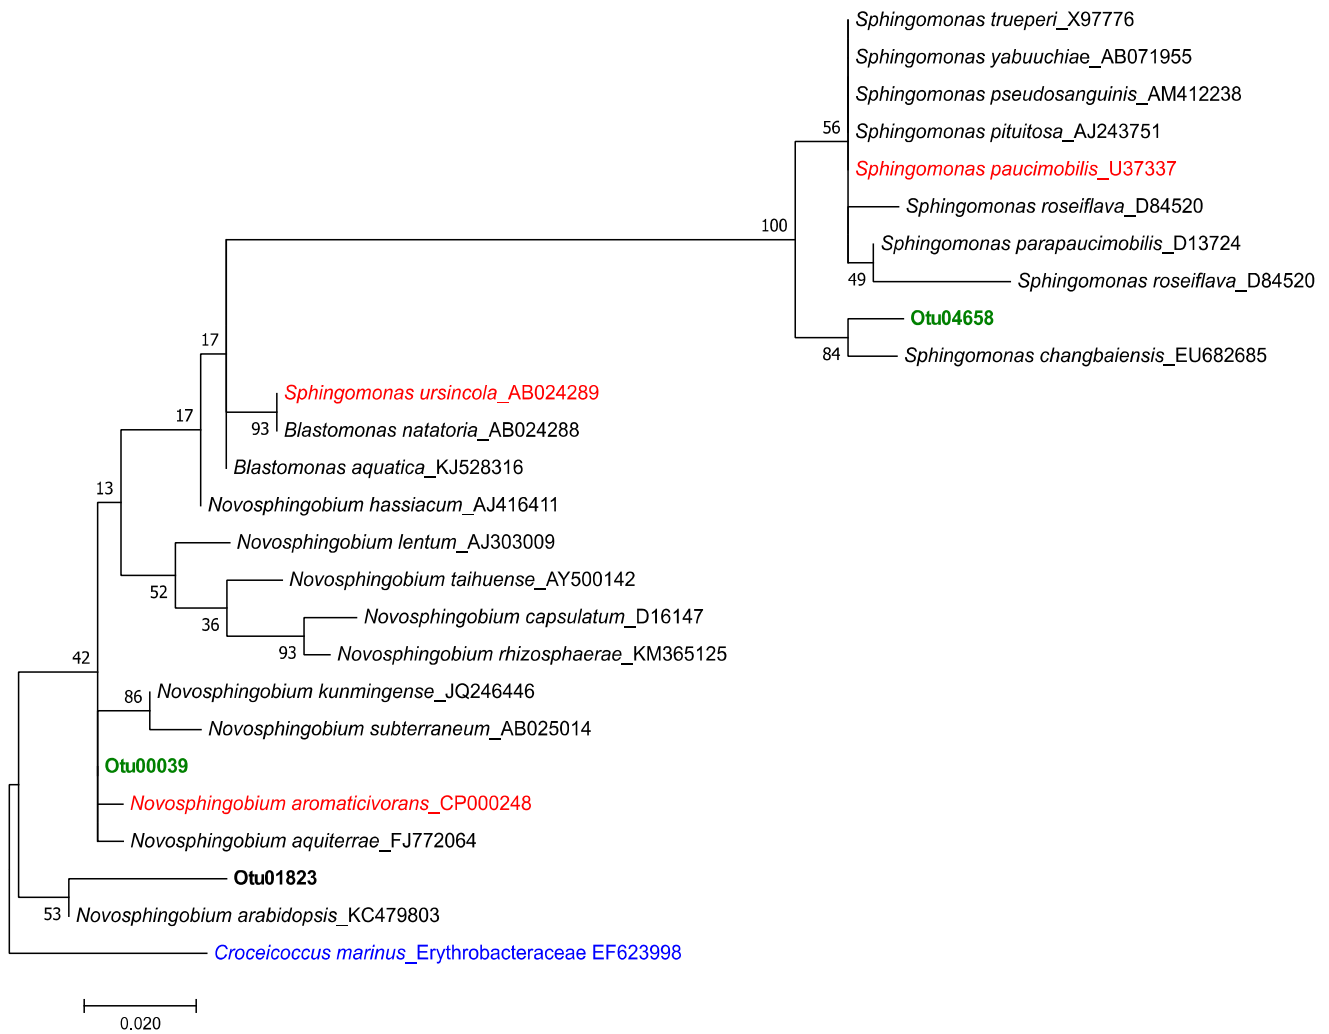 Sphingomonas trueperi_X97776
Sphingomonas yabuuchiae_AB071955
Sphingomonas pseudosanguinis_AM412238
56
Sphingomonas pituitosa_AJ243751
Sphingomonas paucimobilis_U37337
Sphingomonas roseiflava_D84520
100
Sphingomonas parapaucimobilis_D13724
49
Sphingomonas roseiflava_D84520
Otu04658
17
84
Sphingomonas changbaiensis_EU682685
Sphingomonas ursincola_AB024289
17
93
Blastomonas natatoria_AB024288
Blastomonas aquatica_KJ528316
13
Novosphingobium hassiacum_AJ416411
Novosphingobium lentum_AJ303009
52
Novosphingobium taihuense_AY500142
36
Novosphingobium capsulatum_D16147
93
Novosphingobium rhizosphaerae_KM365125
42
86
Novosphingobium kunmingense_JQ246446
Novosphingobium subterraneum_AB025014
Otu00039
Novosphingobium aromaticivorans_CP000248
Novosphingobium aquiterrae_FJ772064
Otu01823
53
Novosphingobium arabidopsis_KC479803
Croceicoccus marinus_Erythrobacteraceae EF623998
0.020